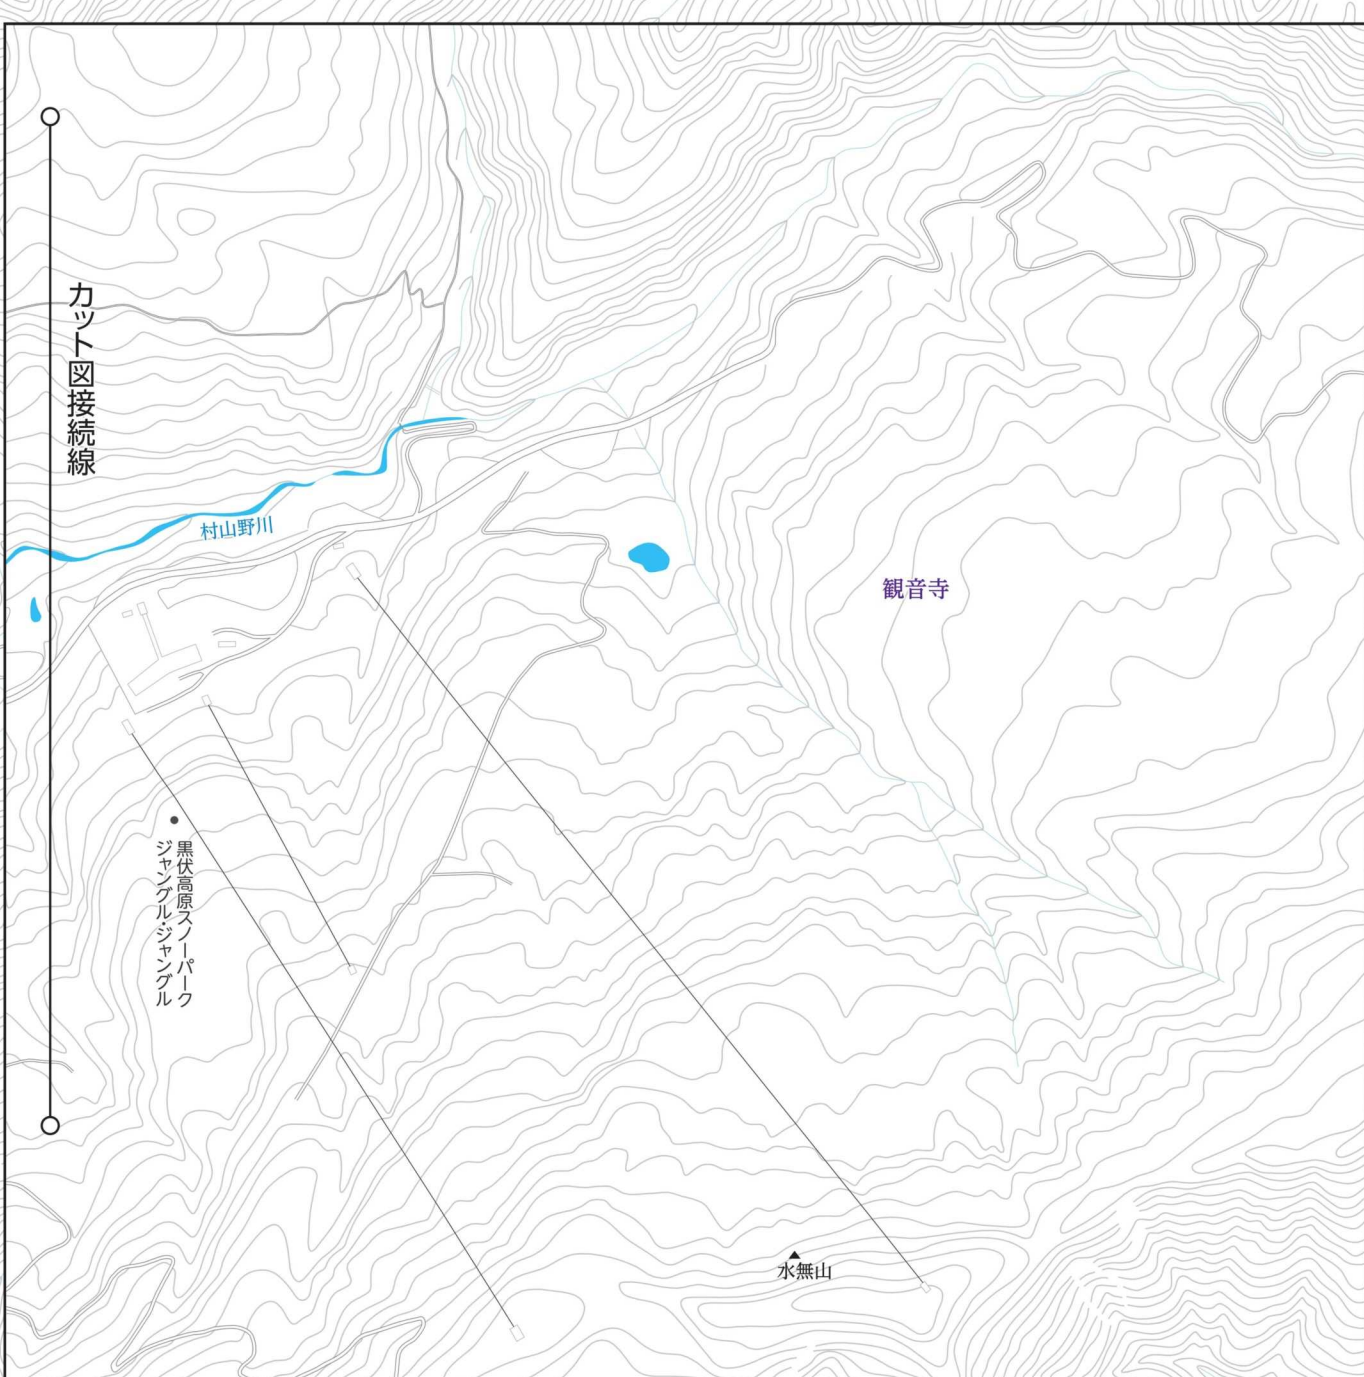 カット図接続線
村山野川
観音寺
黒伏高原スノーパーク
ジャングル・ジャングル
水無山